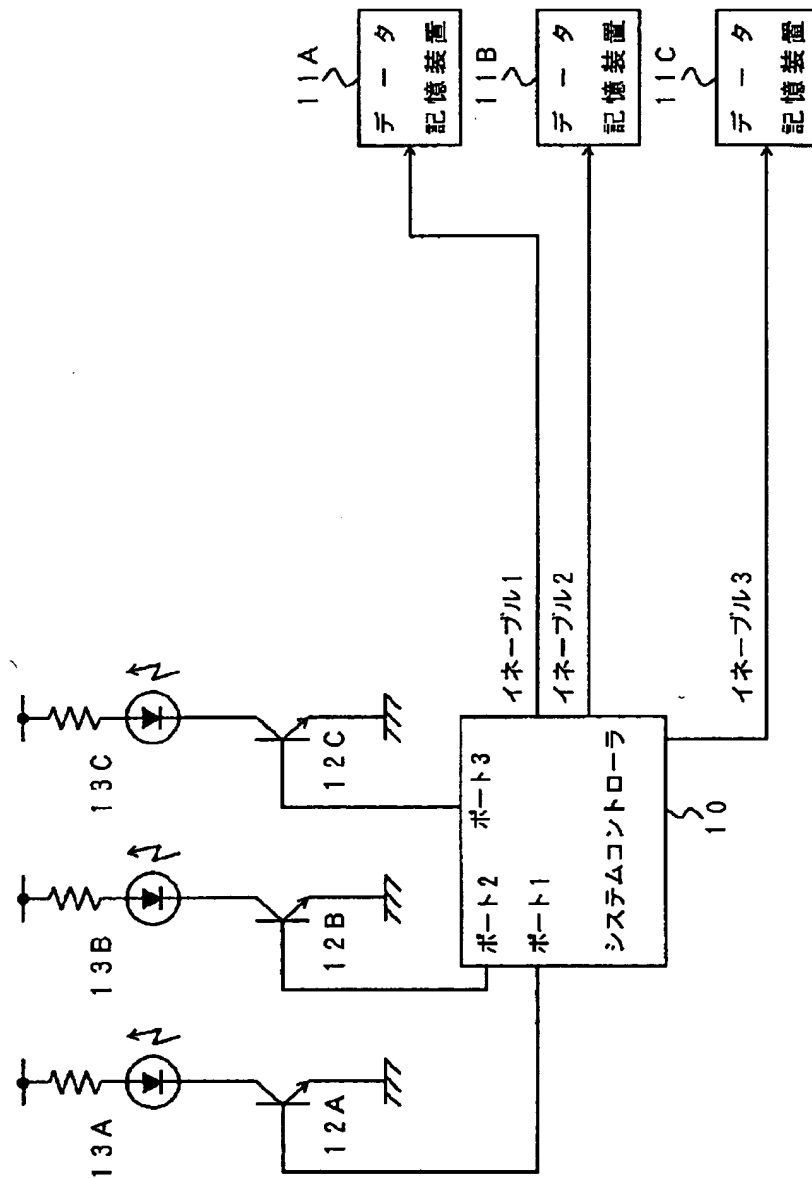 13A
13B
13C
12A
12B
12C
ポート1
ポート2
ポート3
システムコントローラ
10
イネーブル1
イネーブル2
イネーブル3
11A
データ
記憶装置
11B
データ
記憶装置
11C
データ
記憶装置